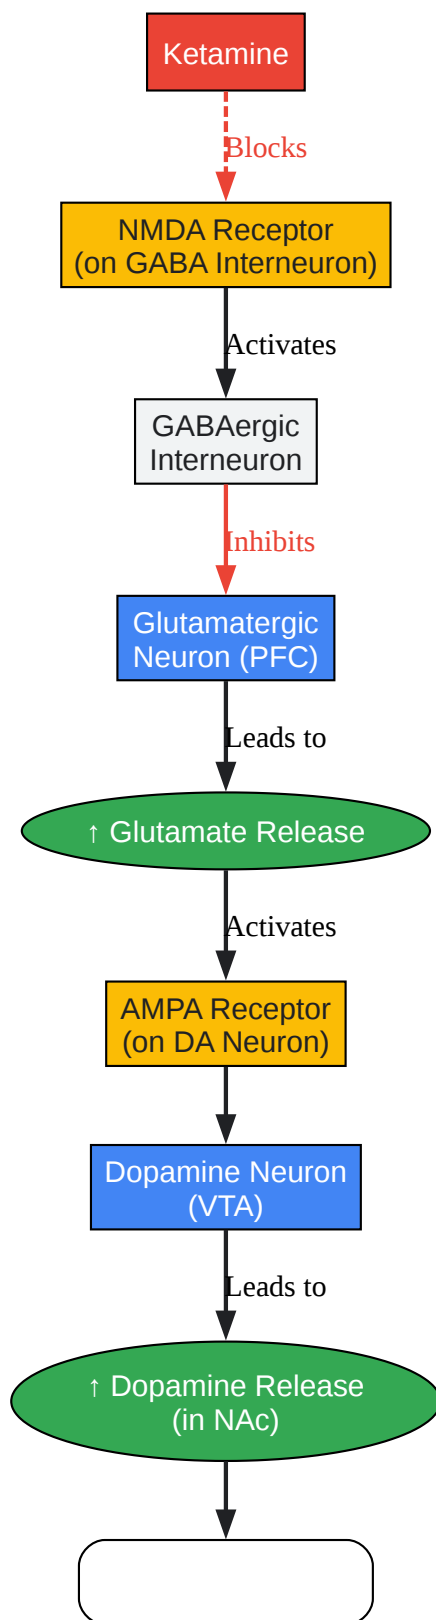 Ketamine
Blocks
NMDA Receptor
(on GABA Interneuron)
Activates
GABAergic
Interneuron
Inhibits
Glutamatergic
Neuron (PFC)
Leads to
↑ Glutamate Release
Activates
AMPA Receptor
(on DA Neuron)
Dopamine Neuron
(VTA)
Leads to
↑ Dopamine Release
(in NAc)